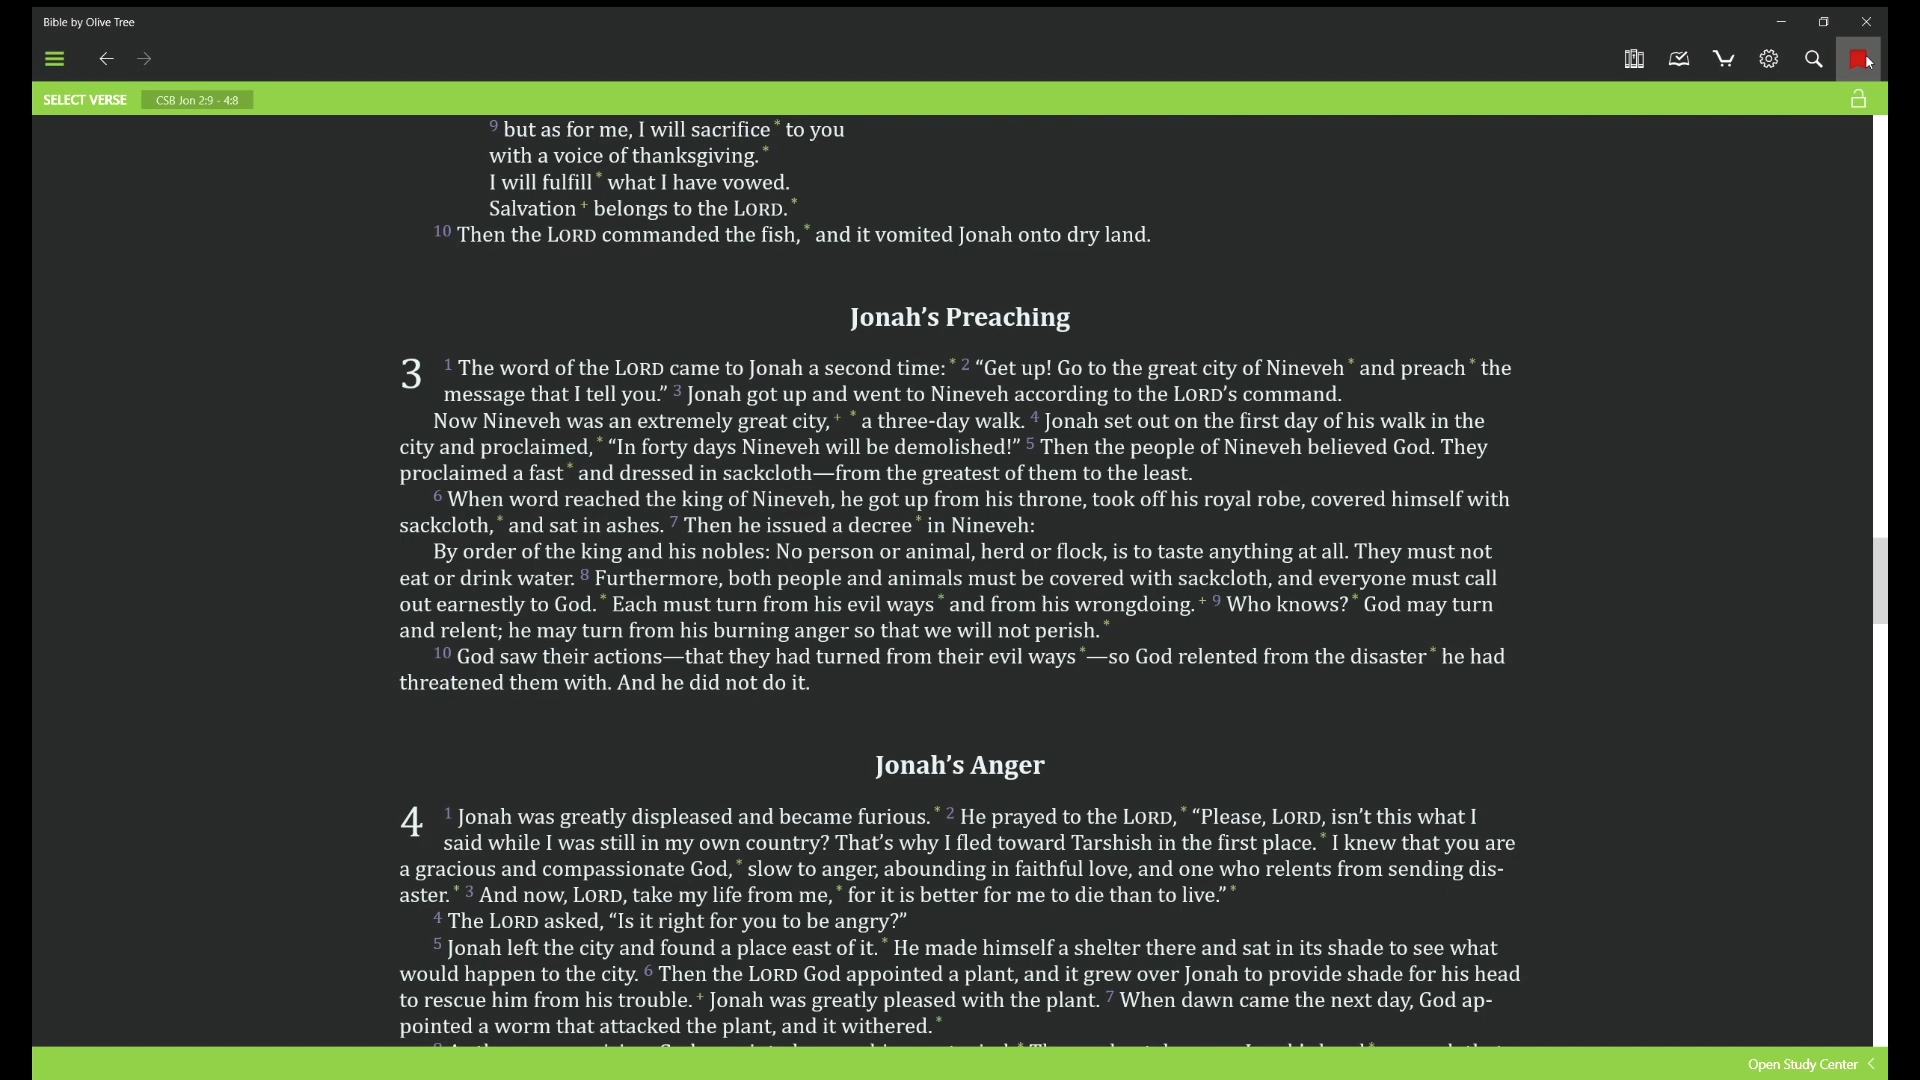 Bible by Olive Tree
SELECT VERSE CSB Jon 2:9 - 4:8
9 but as for me, I will sacrifice * to you
with a voice of thanksgiving. *
I will fulfill * what I have vowed.
Salvation + belongs to the LORD. *
10 Then the LORD commanded the fish, * and it vomited Jonah onto dry land.
Jonah’s Preaching
3 1 The word of the LORD came to Jonah a second time: * 2 “Get up! Go to the great city of Nineveh * and preach * the
message that I tell you.” 3 Jonah got up and went to Nineveh according to the LORD’s command.
Now Nineveh was an extremely great city, + * a three-day walk. 4 Jonah set out on the first day of his walk in the
city and proclaimed, * “In forty days Nineveh will be demolished!” 5 Then the people of Nineveh believed God. They
proclaimed a fast * and dressed in sackcloth—from the greatest of them to the least.
6 When word reached the king of Nineveh, he got up from his throne, took off his royal robe, covered himself with
sackcloth, * and sat in ashes. 7 Then he issued a decree * in Nineveh:
By order of the king and his nobles: No person or animal, herd or flock, is to taste anything at all. They must not
eat or drink water. 8 Furthermore, both people and animals must be covered with sackcloth, and everyone must call
out earnestly to God. * Each must turn from his evil ways * and from his wrongdoing. + 9 Who knows? * God may turn
and relent; he may turn from his burning anger so that we will not perish. *
10 God saw their actions—that they had turned from their evil ways *—so God relented from the disaster * he had
threatened them with. And he did not do it.
Jonah’s Anger
4 1 Jonah was greatly displeased and became furious. * 2 He prayed to the LORD, * “Please, LORD, isn’t this what I
said while I was still in my own country? That’s why I fled toward Tarshish in the first place. * I knew that you are
a gracious and compassionate God, * slow to anger, abounding in faithful love, and one who relents from sending dis-
aster. * 3 And now, LORD, take my life from me, * for it is better for me to die than to live.” *
4 The LORD asked, “Is it right for you to be angry?”
5 Jonah left the city and found a place east of it. * He made himself a shelter there and sat in its shade to see what
would happen to the city. 6 Then the LORD God appointed a plant, and it grew over Jonah to provide shade for his head
to rescue him from his trouble. + Jonah was greatly pleased with the plant. 7 When dawn came the next day, God ap-
pointed a worm that attacked the plant, and it withered. *
Open Study Center